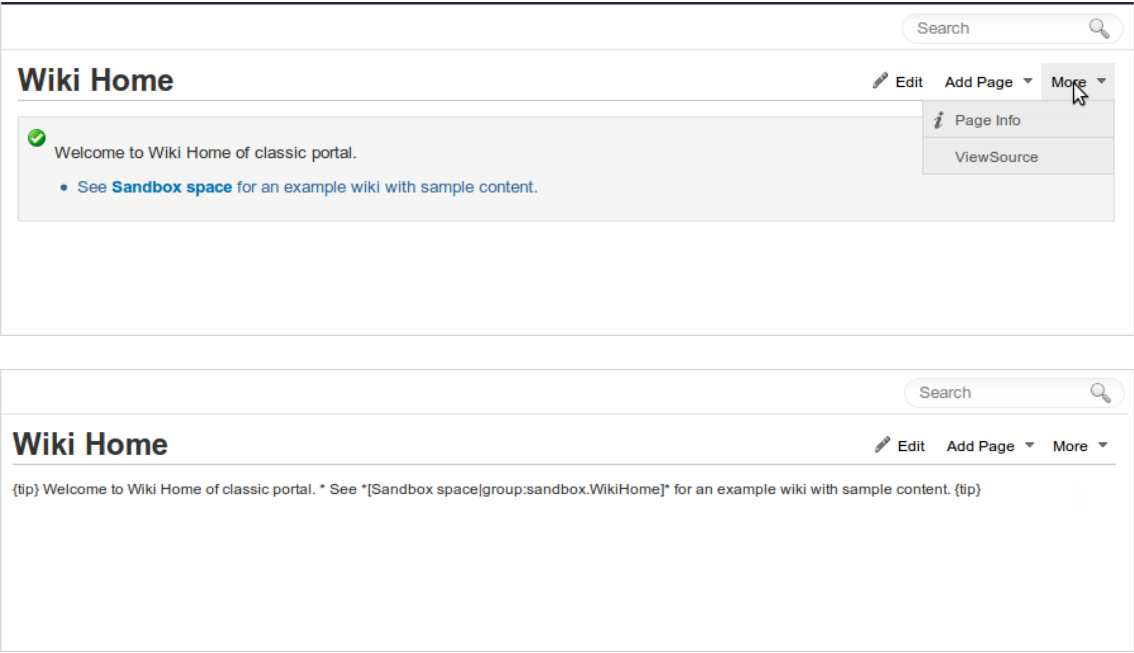 Search
Wiki Home
Edit Add Page More
Page Info
ViewSource
Welcome to Wiki Home of classic portal.
• See Sandbox space for an example wiki with sample content.
Search
Wiki Home
Edit Add Page More
{tip} Welcome to Wiki Home of classic portal. * See *[Sandbox space|group:sandbox.WikiHome]* for an example wiki with sample content. {tip}